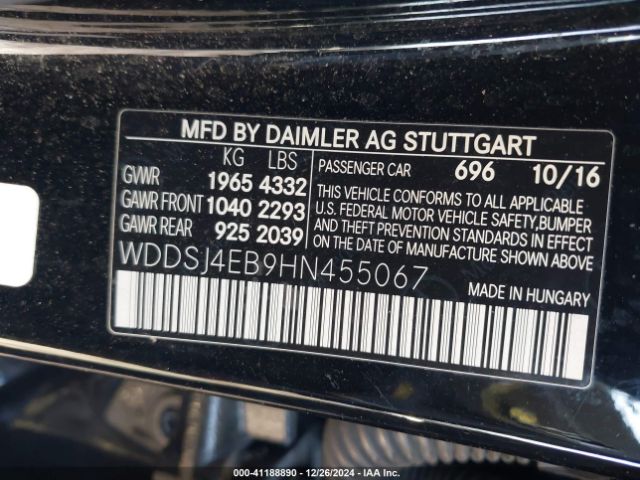 MFD BY DAIMLER AG STUTTGART
KG LBS
GVWR 1965 4332
GAWR FRONT 1040 2293
GAWR REAR 925 2039
PASSENGER CAR 696 10/16
THIS VEHICLE CONFORMS TO ALL APPLICABLE
U.S. FEDERAL MOTOR VEHICLE SAFETY,BUMPER
AND THEFT PREVENTION STANDARDS IN EFFECT
ON THE DATE OF MANUFACTURE SHOWN ABOVE.
WDDSJ4EB9HN455067
MADE IN HUNGARY
000-41188890 - 12/26/2024 - IAA Inc.